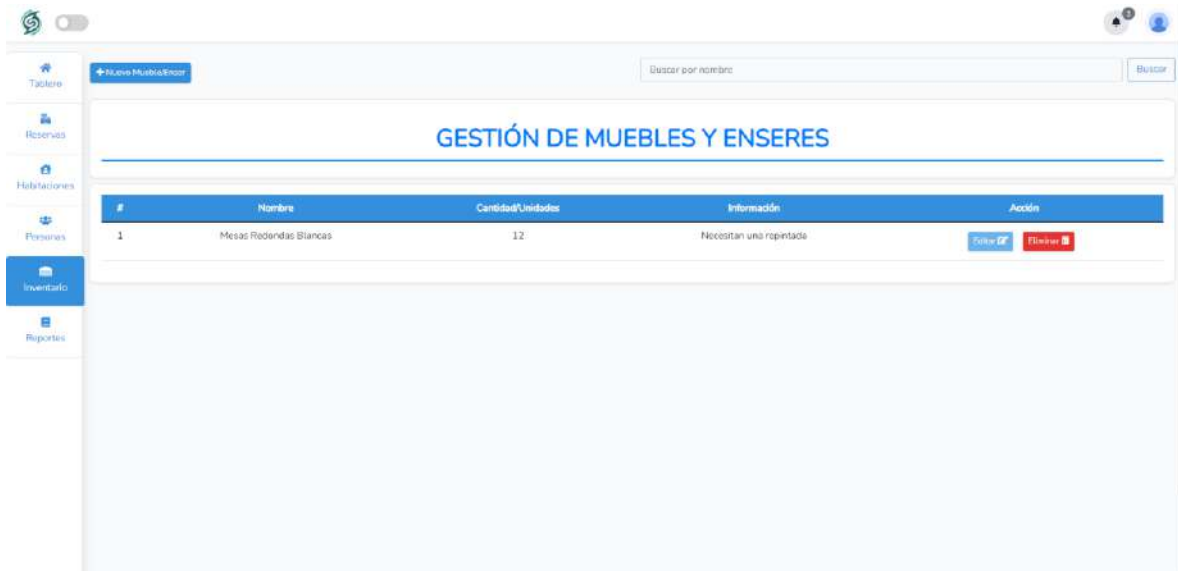 Tablero
+Nuevo Mueble/Enser
Buscar por nombre
Buscar
Reservas
GESTIÓN DE MUEBLES Y ENSERES
Habitaciones
# Nombre Cantidad/Unidades Información Acción
Personas
1 Mesas Redondas Blancas 12 Necesitan una repintada Editar Eliminar
Inventario
Reportes